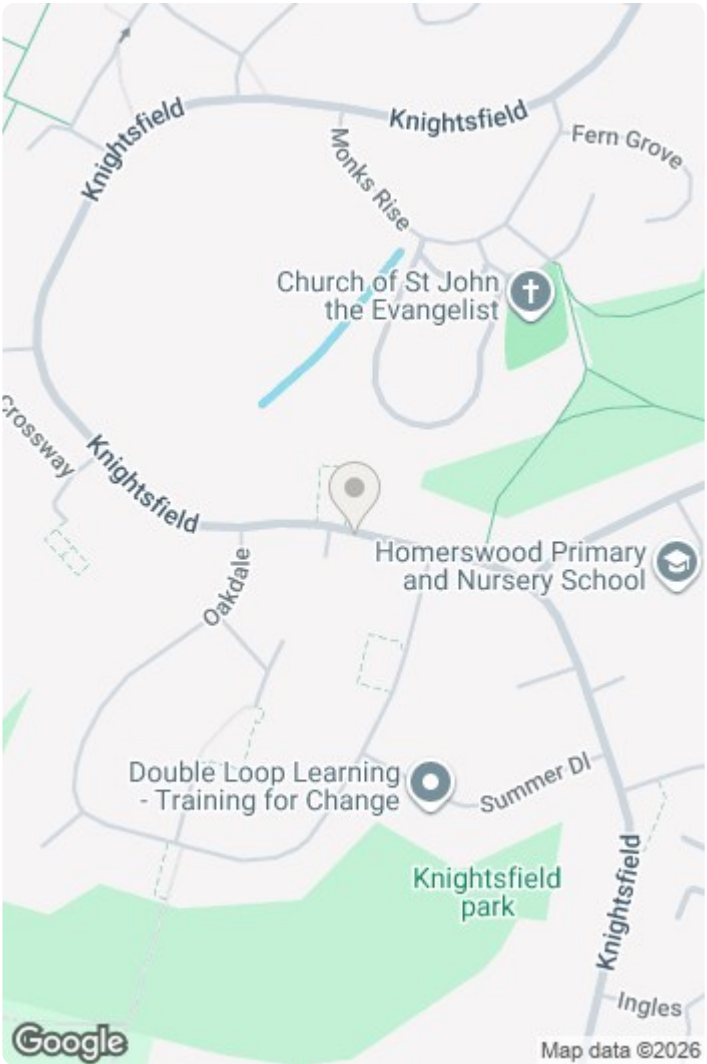 Knightsfield
Knightsfield
Fern Grove
Monks Rise
Church of St John
the Evangelist
Crossway
Knightsfield
Homerswood Primary
and Nursery School
Oakdale
Double Loop Learning
- Training for Change
Summer Dl
Knightsfield
park
Knightsfield
Ingles
Google
Map data ©2026